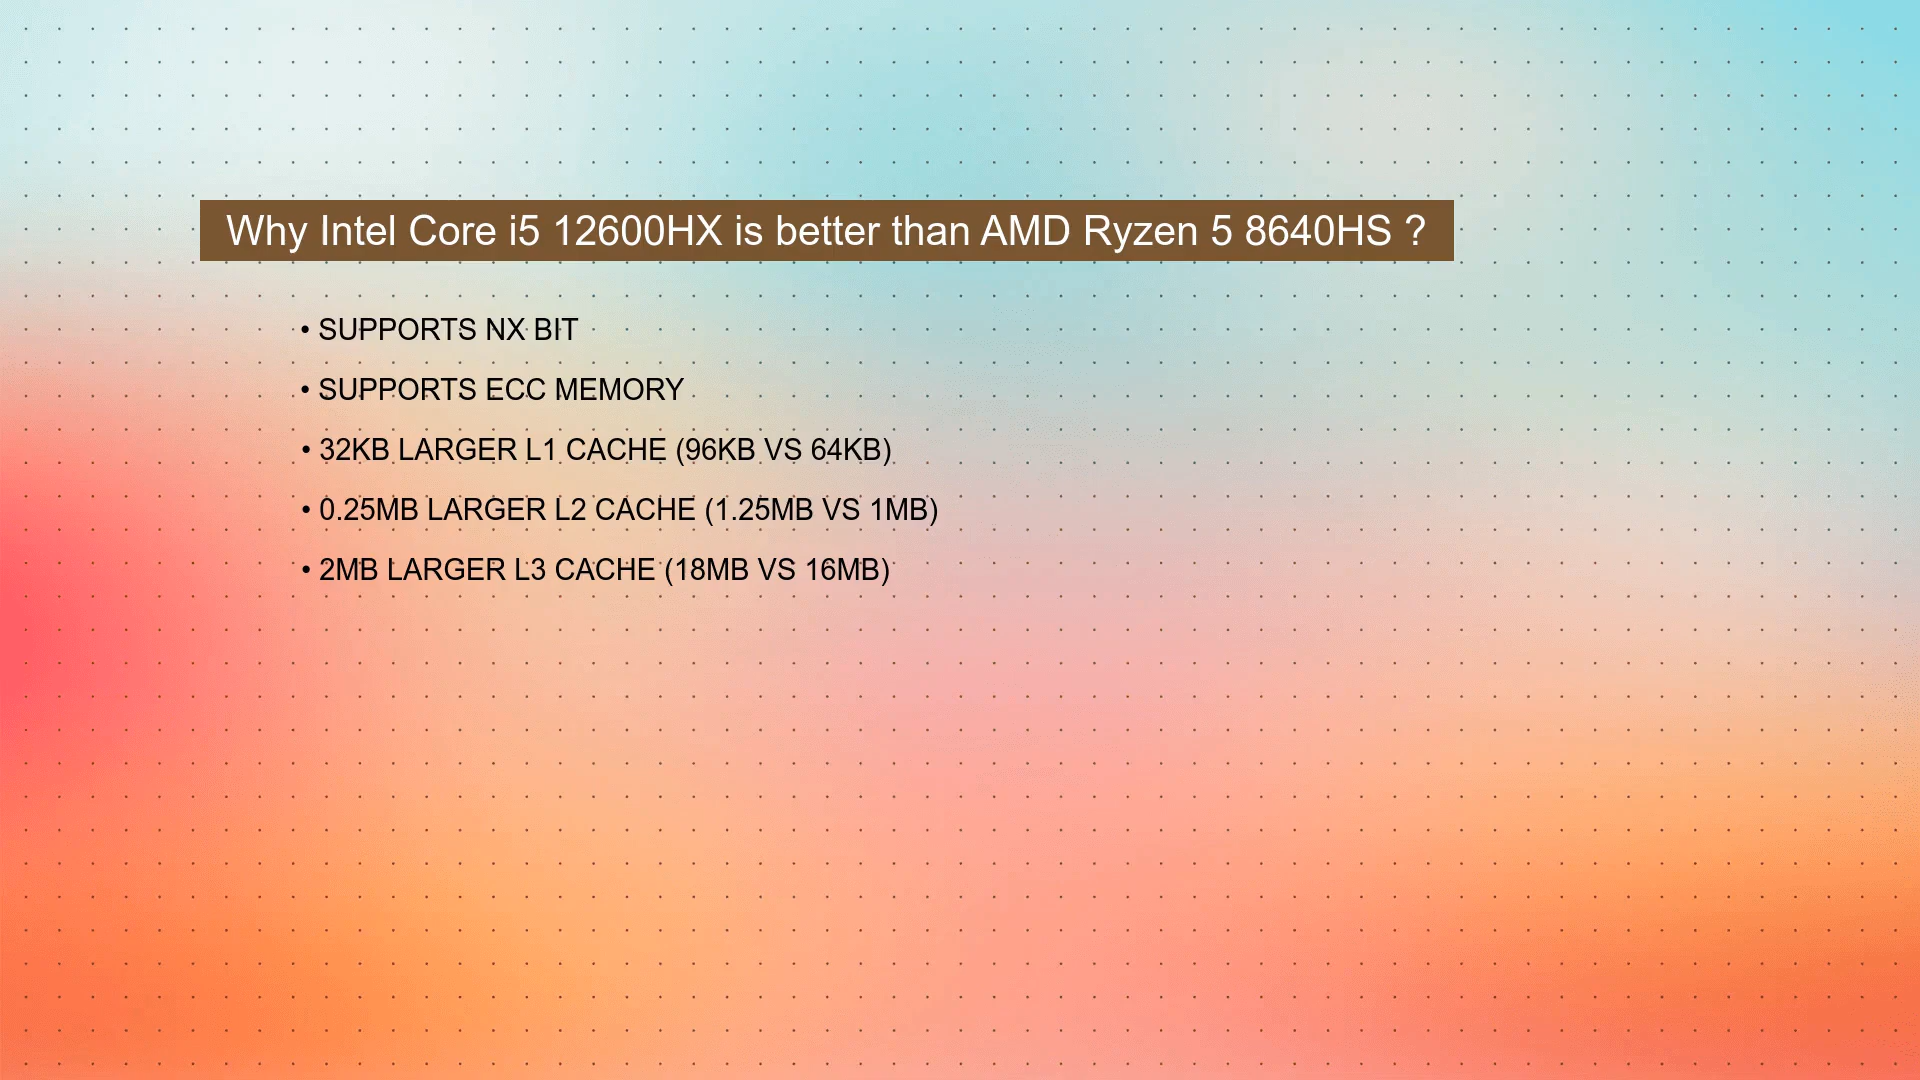 Why Intel Core i5 12600HX is better than AMD Ryzen 5 8640HS ?
• SUPPORTS NX BIT
• SUPPORTS ECC MEMORY
• 32KB LARGER L1 CACHE (96KB VS 64KB)
• 0.25MB LARGER L2 CACHE (1.25MB VS 1MB)
• 2MB LARGER L3 CACHE (18MB VS 16MB)